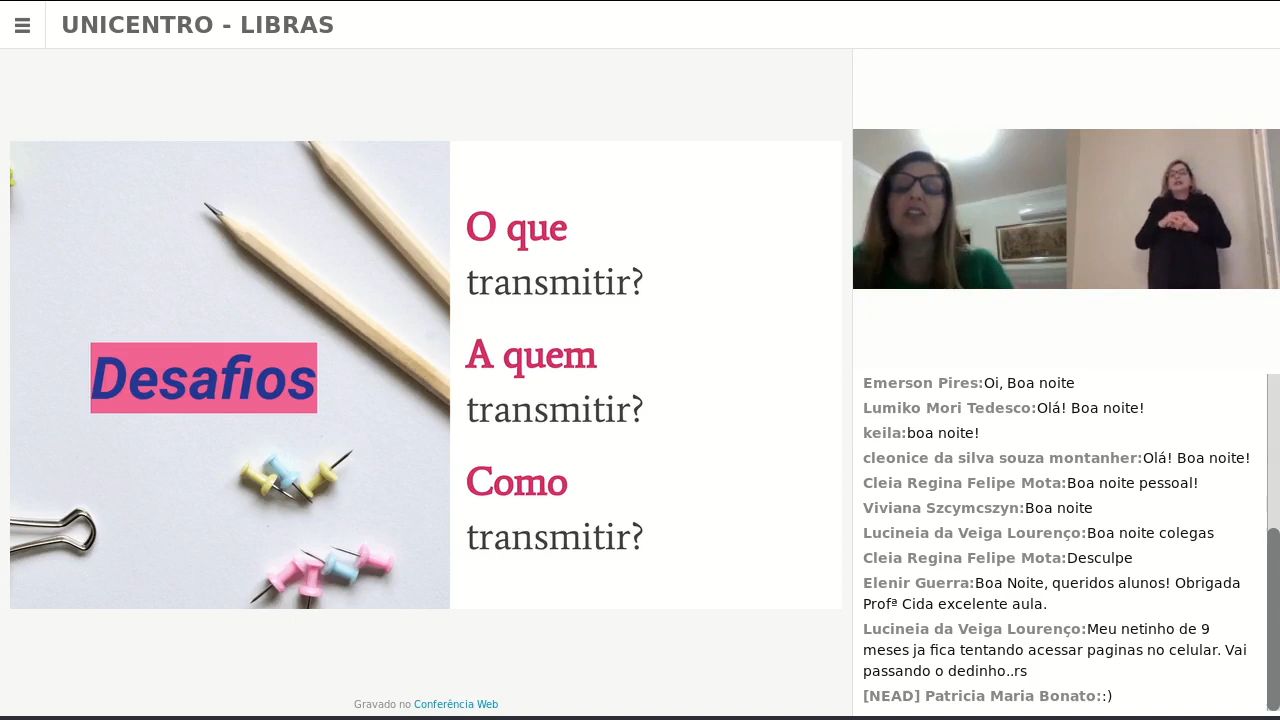 UNICENTRO - LIBRAS
Desafios
O que
transmitir?
A quem
transmitir?
Como
transmitir?
Gravado no Conferência Web
Emerson Pires:Oi, Boa noite
Lumiko Mori Tedesco:Olá! Boa noite!
keila:boa noite!
cleonice da silva souza montanher:Olá! Boa noite!
Cleia Regina Felipe Mota:Boa noite pessoal!
Viviana Szcymcszyn:Boa noite
Lucineia da Veiga Lourenço:Boa noite colegas
Cleia Regina Felipe Mota:Desculpe
Elenir Guerra:Boa Noite, queridos alunos! Obrigada
Profª Cida excelente aula.
Lucineia da Veiga Lourenço:Meu netinho de 9
meses ja fica tentando acessar paginas no celular. Vai
passando o dedinho..rs
[NEAD] Patricia Maria Bonato::)